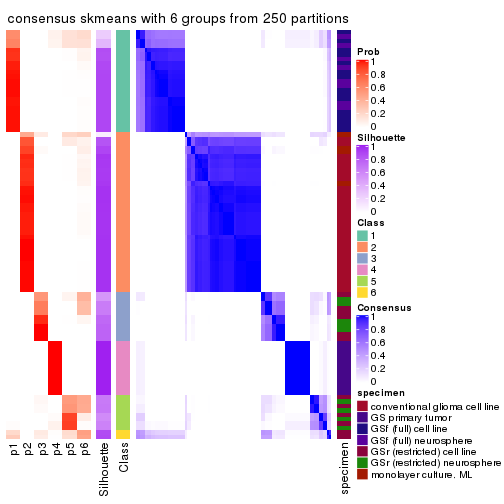 consensus skmeans with 6 groups from 250 partitions
Prob
1
0.8
0.6
0.4
0.2
0
Silhouette
1
0.8
0.6
0.4
0.2
0
Class
1
2
3
4
5
6
Consensus
1
0.8
0.6
0.4
0.2
0
specimen
conventional glioma cell line
GS primary tumor
GSf (full) cell line
GSf (full) neurosphere
GSr (restricted) cell line
GSr (restricted) neurosphere
monolayer culture. ML
p1
p2
p3
p4
p5
p6
Silhouette
Class
specimen